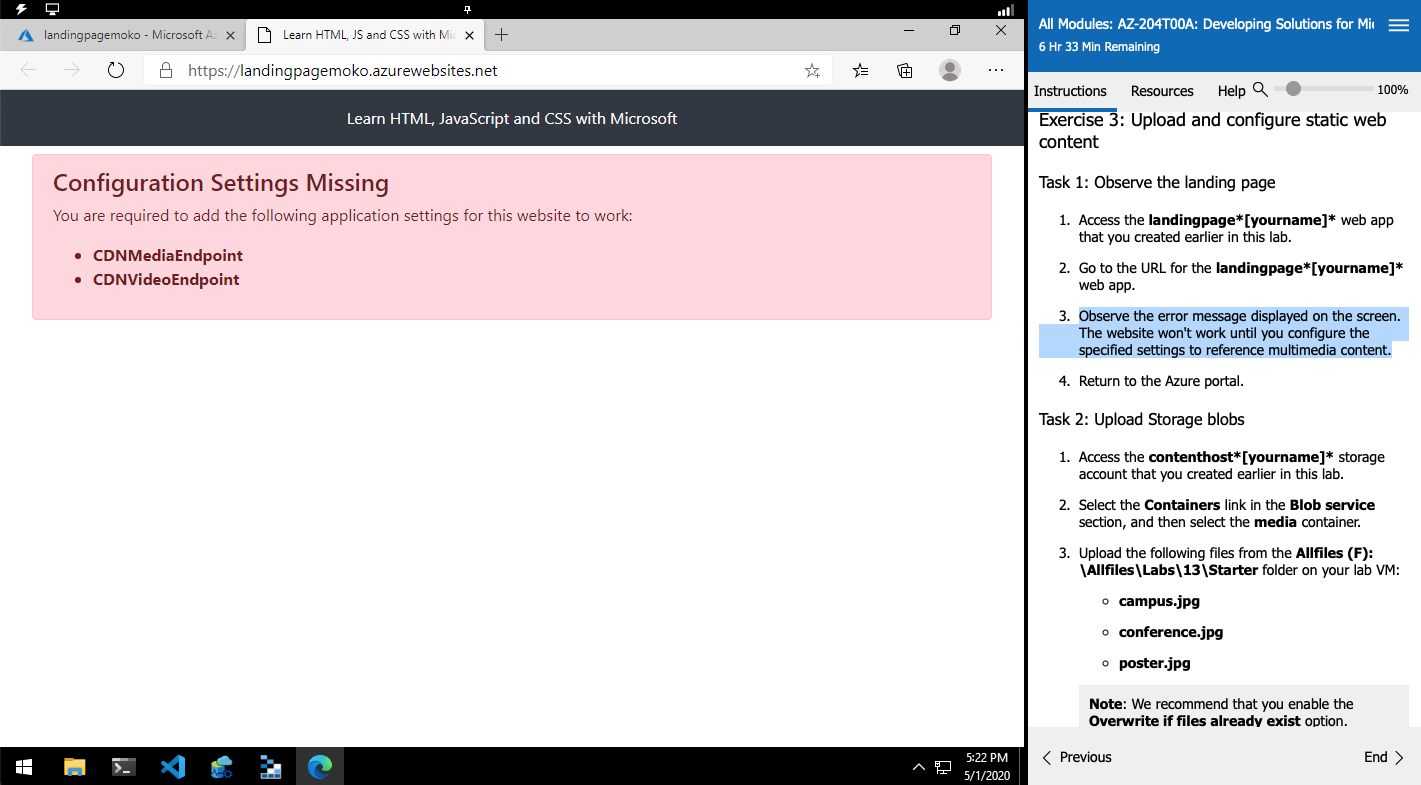 landingpagemoko - Microsoft Az
Learn HTML, JS and CSS with Mic
https://landingpagemoko.azurewebsites.net
Learn HTML, JavaScript and CSS with Microsoft
Configuration Settings Missing
You are required to add the following application settings for this website to work:
• CDNMediaEndpoint
• CDNVideoEndpoint
5:22 PM
5/1/2020
All Modules: AZ-204T00A: Developing Solutions for Mic
6 Hr 33 Min Remaining
Instructions Resources Help 100%
Exercise 3: Upload and configure static web
content
Task 1: Observe the landing page
1. Access the landingpage*[yourname]* web app
that you created earlier in this lab.
2. Go to the URL for the landingpage*[yourname]*
web app.
3. Observe the error message displayed on the screen.
The website won't work until you configure the
specified settings to reference multimedia content.
4. Return to the Azure portal.
Task 2: Upload Storage blobs
1. Access the contenthost*[yourname]* storage
account that you created earlier in this lab.
2. Select the Containers link in the Blob service
section, and then select the media container.
3. Upload the following files from the Allfiles (F):
\Allfiles\Labs\13\Starter folder on your lab VM:
campus.jpg
conference.jpg
poster.jpg
Note: We recommend that you enable the
Overwrite if files already exist option.
Previous End